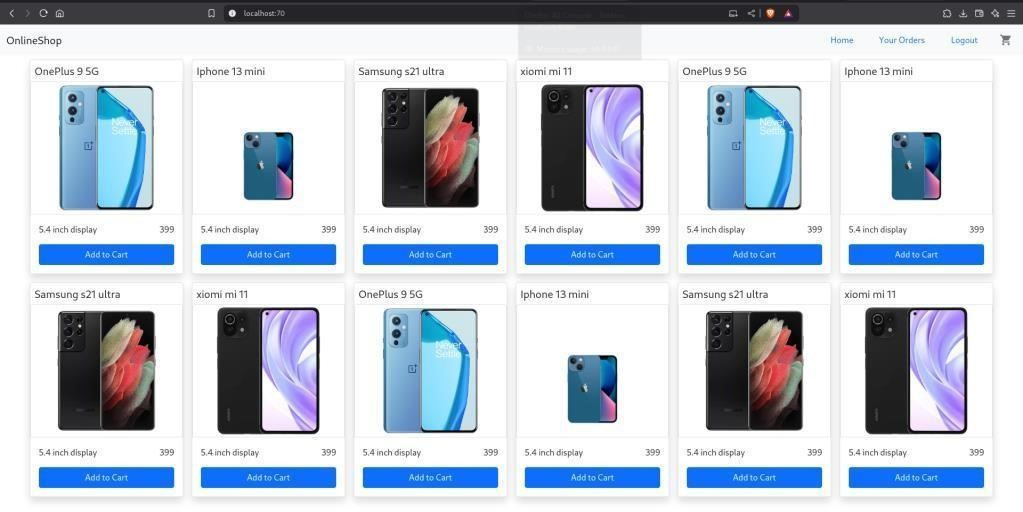 localhost:70
OnlineShop
Home
Your Orders
Logout
OnePlus 9 5G
Iphone 13 mini
Samsung s21 ultra
xiomi mi 11
OnePlus 9 5G
Iphone 13 mini
Never
Settle
Never
Settle
5.4 inch display 399
5.4 inch display 399
5.4 inch display 399
5.4 inch display 399
5.4 inch display 399
5.4 inch display 399
Add to Cart
Add to Cart
Add to Cart
Add to Cart
Add to Cart
Add to Cart
Samsung s21 ultra
xiomi mi 11
OnePlus 9 5G
Iphone 13 mini
Samsung s21 ultra
xiomi mi 11
Never
Settle
5.4 inch display 399
5.4 inch display 399
5.4 inch display 399
5.4 inch display 399
5.4 inch display 399
5.4 inch display 399
Add to Cart
Add to Cart
Add to Cart
Add to Cart
Add to Cart
Add to Cart